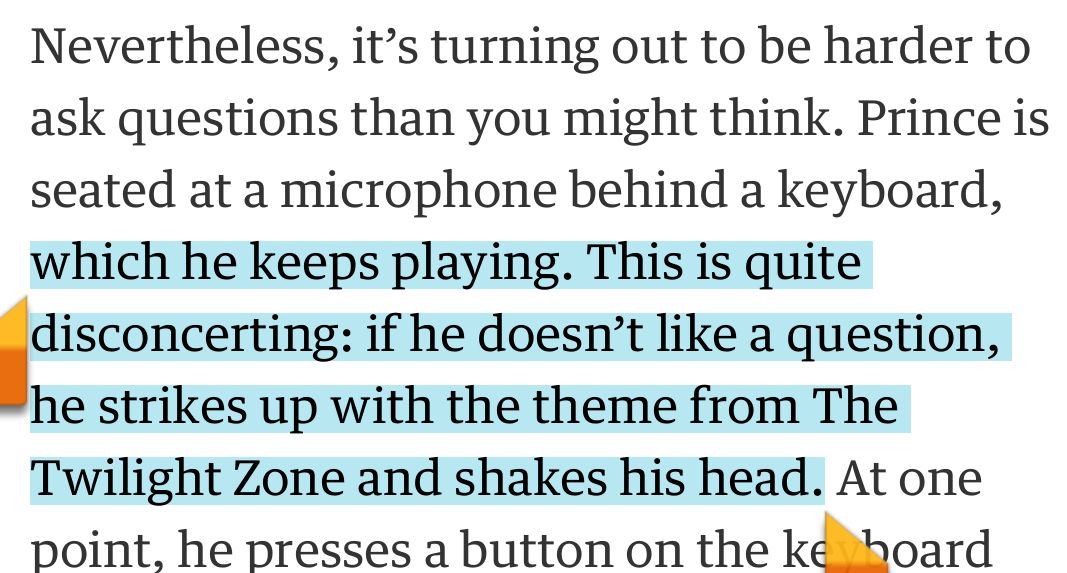 Nevertheless, it’s turning out to be harder to
ask questions than you might think. Prince is
seated at a microphone behind a keyboard,
which he keeps playing. This is quite
disconcerting: if he doesn’t like a question,
he strikes up with the theme from The
Twilight Zone and shakes his head. At one
point, he presses a button on the keyboard